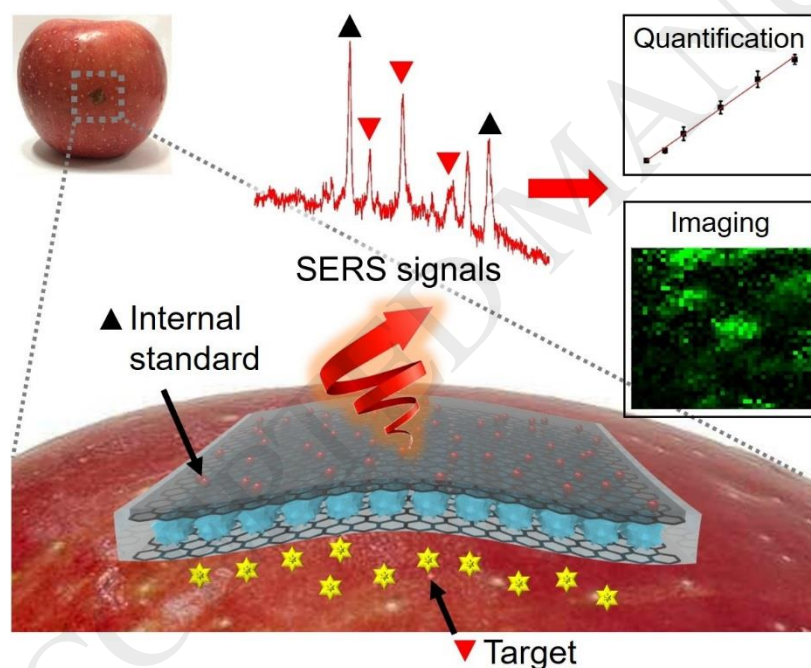 Quantification
SERS signals
Imaging
▲ Internal
standard
▼ Target